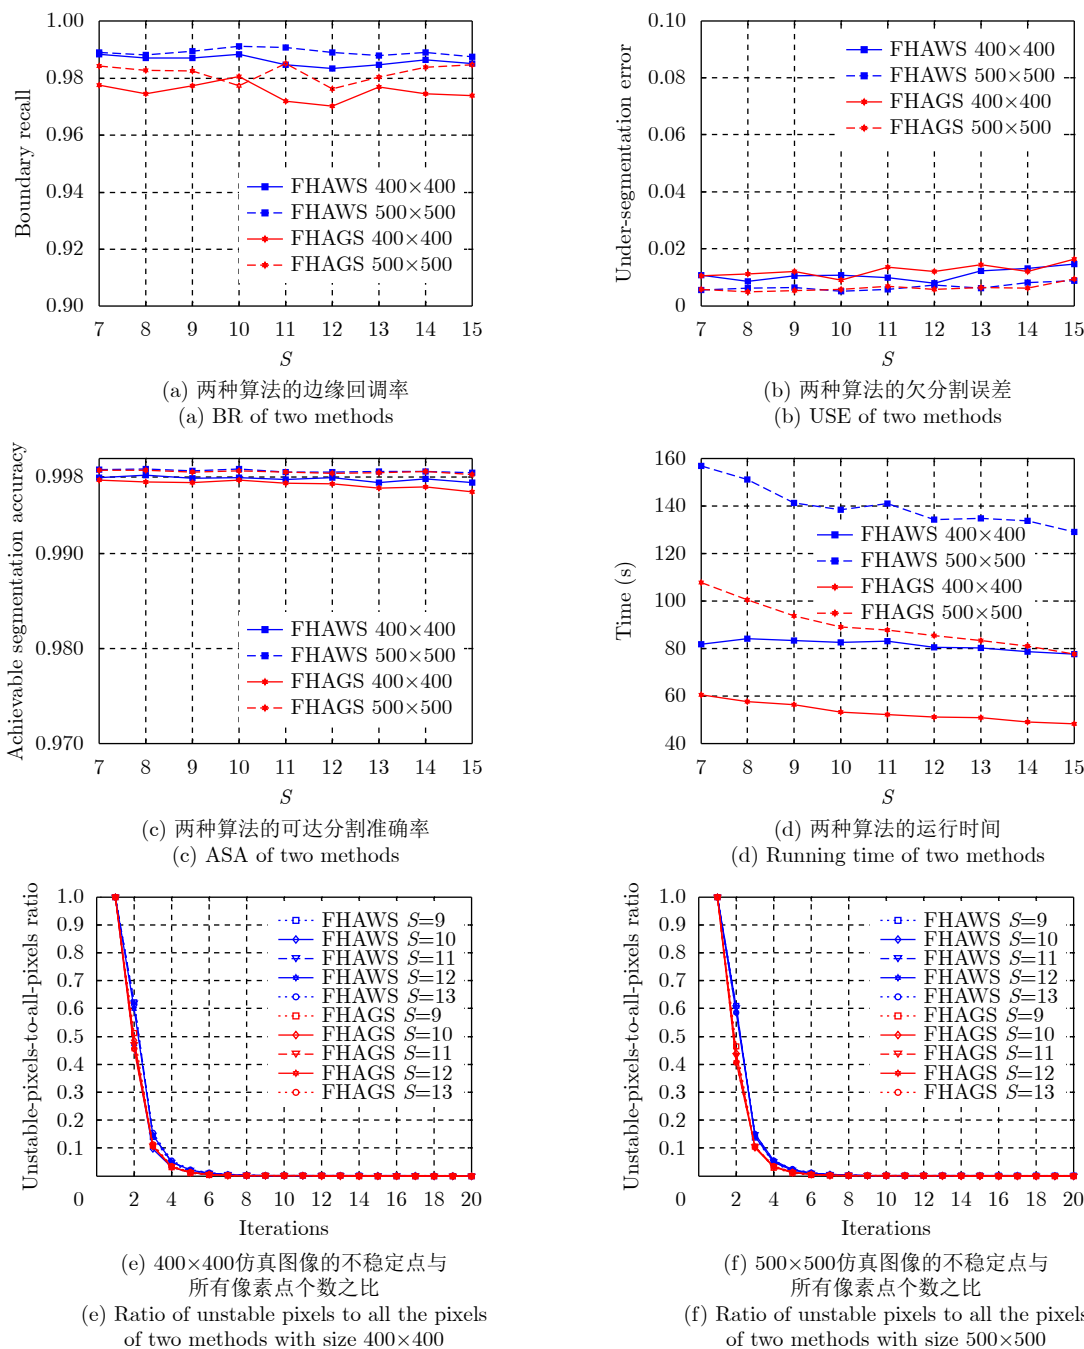 Boundary recall
1.00
0.98
0.96
0.94
0.92
0.90
FHAWS 400×400
FHAWS 500×500
FHAGS 400×400
FHAGS 500×500
7 8 9 10 11 12 13 14 15
S
(a) 两种算法的边缘回调率
(a) BR of two methods
Under-segmentation error
0.10
0.08
0.06
0.04
0.02
0
FHAWS 400×400
FHAWS 500×500
FHAGS 400×400
FHAGS 500×500
7 8 9 10 11 12 13 14 15
S
(b) 两种算法的欠分割误差
(b) USE of two methods
Achievable segmentation accuracy
0.998
0.990
0.980
0.970
FHAWS 400×400
FHAWS 500×500
FHAGS 400×400
FHAGS 500×500
7 8 9 10 11 12 13 14 15
S
(c) 两种算法的可达分割准确率
(c) ASA of two methods
Time (s)
160
140
120
100
80
60
40
FHAWS 400×400
FHAWS 500×500
FHAGS 400×400
FHAGS 500×500
7 8 9 10 11 12 13 14 15
S
(d) 两种算法的运行时间
(d) Running time of two methods
Unstable-pixels-to-all-pixels ratio
1.0
0.9
0.8
0.7
0.6
0.5
0.4
0.3
0.2
0.1
FHAWS S=9
FHAWS S=10
FHAWS S=11
FHAWS S=12
FHAWS S=13
FHAGS S=9
FHAGS S=10
FHAGS S=11
FHAGS S=12
FHAGS S=13
0 2 4 6 8 10 12 14 16 18 20
Iterations
(e) 400×400仿真图像的不稳定点与
所有像素点个数之比
(e) Ratio of unstable pixels to all the pixels
of two methods with size 400×400
Unstable-pixels-to-all-pixels ratio
1.0
0.9
0.8
0.7
0.6
0.5
0.4
0.3
0.2
0.1
FHAWS S=9
FHAWS S=10
FHAWS S=11
FHAWS S=12
FHAWS S=13
FHAGS S=9
FHAGS S=10
FHAGS S=11
FHAGS S=12
FHAGS S=13
0 2 4 6 8 10 12 14 16 18 20
Iterations
(f) 500×500仿真图像的不稳定点与
所有像素点个数之比
(f) Ratio of unstable pixels to all the pixels
of two methods with size 500×500